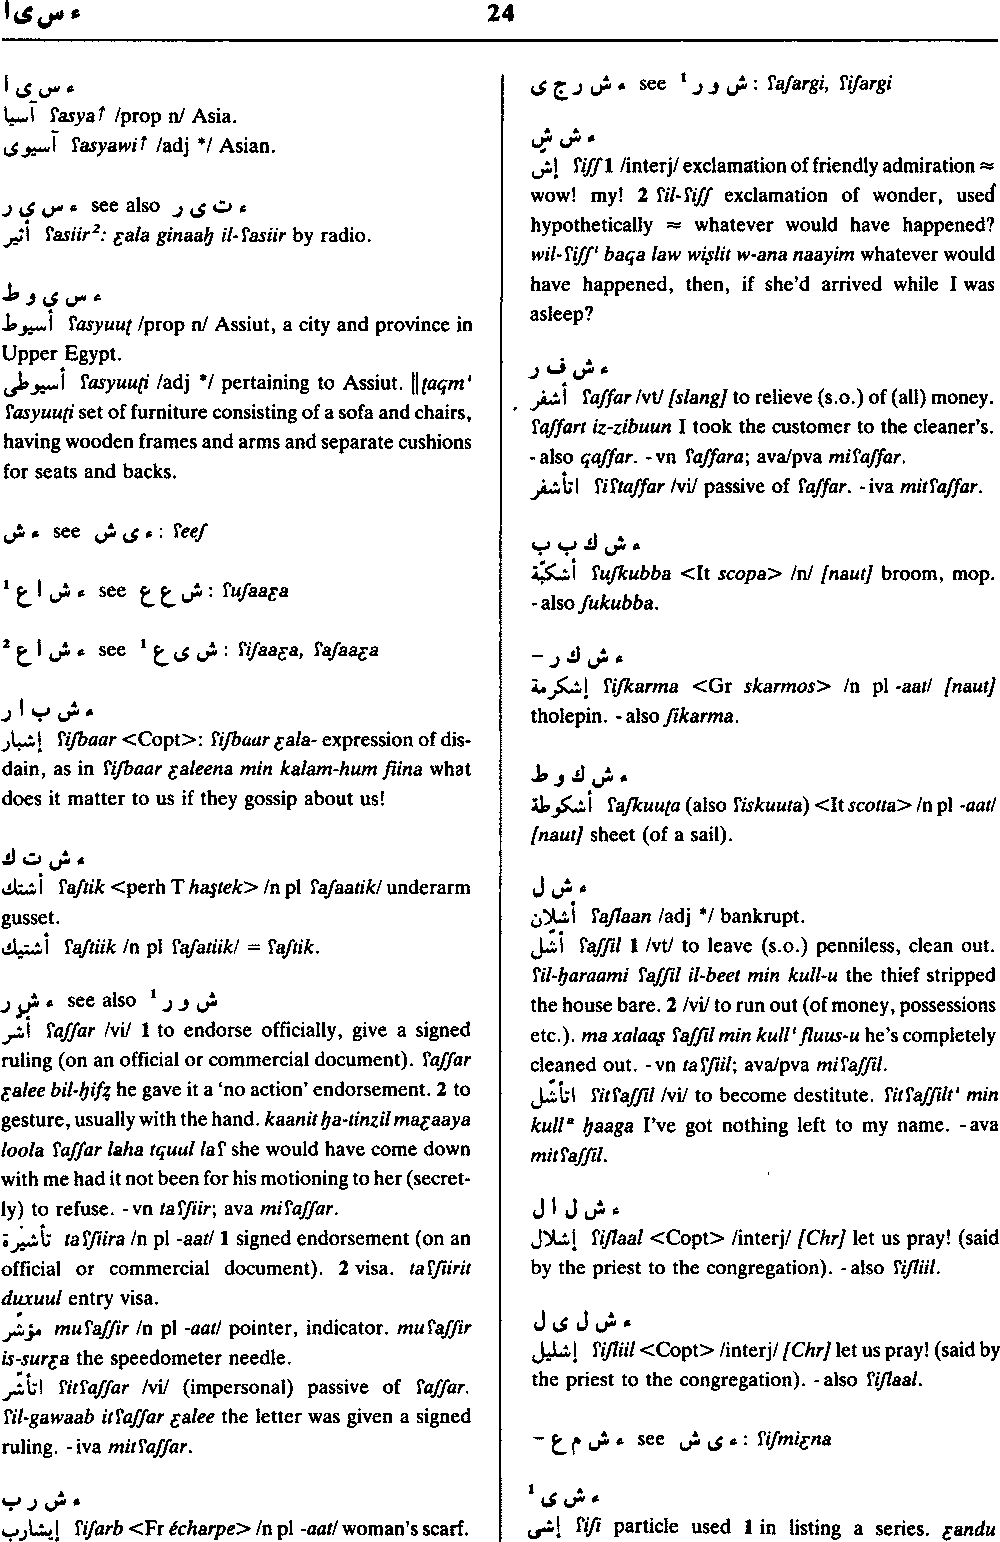 ء س ی ا
24
ء س ی ا
آسيا ʕasyaʔ /prop n/ Asia.
آسيوى ʕasyawiʔ /adj */ Asian.
ء س ی ر see also ء ت ی ر
أثير ʕasiir²: ɛala ginaaḥ il-ʕasiir by radio.
ء س ی و ط
أسيوط ʕasyuuṭ /prop n/ Assiut, a city and province in
Upper Egypt.
أسيوطى ʕasyuuṭi /adj */ pertaining to Assiut. ‖ṭaqmⁱ
ʕasyuuṭi set of furniture consisting of a sofa and chairs,
having wooden frames and arms and separate cushions
for seats and backs.
ء ش see ء ی ش : ʕeeʃ
ء ش ا ع ¹ see ش ع ع : ʕuʃaaɛa
ء ش ا ع ² see ش ی ع ¹ : ʕiʃaaɛa, ʕaʃaaɛa
ء ش ب ا ر
إشبار ʕiʃbaar <Copt>: ʕiʃbaar ɛala- expression of dis-
dain, as in ʕiʃbaar ɛaleena min kalam-hum fiina what
does it matter to us if they gossip about us!
ء ش ت ك
أشتك ʕaʃtik <perh T haştek> /n pl ʕaʃaatik/ underarm
gusset.
أشتيك ʕaʃtiik /n pl ʕaʃatiik/ = ʕaʃtik.
ء ش ر see also ش و ر ¹
أشّر ʕaʃʃar /vi/ 1 to endorse officially, give a signed
ruling (on an official or commercial document). ʕaʃʃar
ɛalee bil-ḥifẓ he gave it a ‘no action’ endorsement. 2 to
gesture, usually with the hand. kaanit ḥa-tinzil maɛaaya
loola ʕaʃʃar laha tquul laʕ she would have come down
with me had it not been for his motioning to her (secret-
ly) to refuse. -vn taʕʃiir; ava miʕaʃʃar.
تأشيرة taʕʃiira /n pl -aat/ 1 signed endorsement (on an
official or commercial document). 2 visa. taʕʃiirit
duxuul entry visa.
مؤشّر muʕaʃʃir /n pl -aat/ pointer, indicator. muʕaʃʃir
is-surɛa the speedometer needle.
اتأشّر ʕitʕaʃʃar /vi/ (impersonal) passive of ʕaʃʃar.
ʕil-gawaab itʕaʃʃar ɛalee the letter was given a signed
ruling. -iva mitʕaʃʃar.
ء ش ر ب
إيشارب ʕiʃarb <Fr écharpe> /n pl -aat/ woman's scarf.
ء ش ر ج ی see ش و ر ¹ : ʕaʃargi, ʕiʃargi
ء ش ش
إش ʕiʃʃ 1 /interj/ exclamation of friendly admiration ≈
wow! my! 2 ʕil-ʕiʃʃ exclamation of wonder, used
hypothetically ≈ whatever would have happened?
wil-ʕiʃʃⁱ baqa law wiṣlit w-ana naayim whatever would
have happened, then, if she'd arrived while I was
asleep?
ء ش ف ر
أشفر ʕaʃfar /vt/ [slang] to relieve (s.o.) of (all) money.
ʕaʃfart iz-zibuun I took the customer to the cleaner's.
-also qaʃfar. -vn ʕaʃfara; ava/pva miʕaʃfar.
اتأشفر ʕiʕtaʃfar /vi/ passive of ʕaʃfar. -iva mitʕaʃfar.
ء ش ك ب ب
أشكبّة ʕuʃkubba <It scopa> /n/ [naut] broom, mop.
-also ʃukubba.
ء ش ك ر –
إشكرمة ʕiʃkarma <Gr skarmos> /n pl -aat/ [naut]
tholepin. -also ʃikarma.
ء ش ك و ط
أشكوطة ʕaʃkuuṭa (also ʕiskuuta) <It scotta> /n pl -aat/
[naut] sheet (of a sail).
ء ش ل
أشلان ʕaʃlaan /adj */ bankrupt.
أشّل ʕaʃʃil 1 /vt/ to leave (s.o.) penniless, clean out.
ʕil-ḥaraami ʕaʃʃil il-beet min kull-u the thief stripped
the house bare. 2 /vi/ to run out (of money, possessions
etc.). ma xalaaṣ ʕaʃʃil min kullⁱ fluus-u he's completely
cleaned out. -vn taʕʃiil; ava/pva miʕaʃʃil.
اتأشّل ʕitʕaʃʃil /vi/ to become destitute. ʕitʕaʃʃiltⁱ min
kullᵃ ḥaaga I've got nothing left to my name. -ava
mitʕaʃʃil.
ء ش ل ا ل
إشلال ʕiʃlaal <Copt> /interj/ [Chr] let us pray! (said
by the priest to the congregation). -also ʕiʃliil.
ء ش ل ی ل
إشليل ʕiʃliil <Copt> /interj/ [Chr] let us pray! (said by
the priest to the congregation). -also ʕiʃlaal.
ء ش م ع – see ء ی ش : ʕiʃmiɛna
ء ش ی ¹
إشى ʕiʃi particle used 1 in listing a series. ɛandu